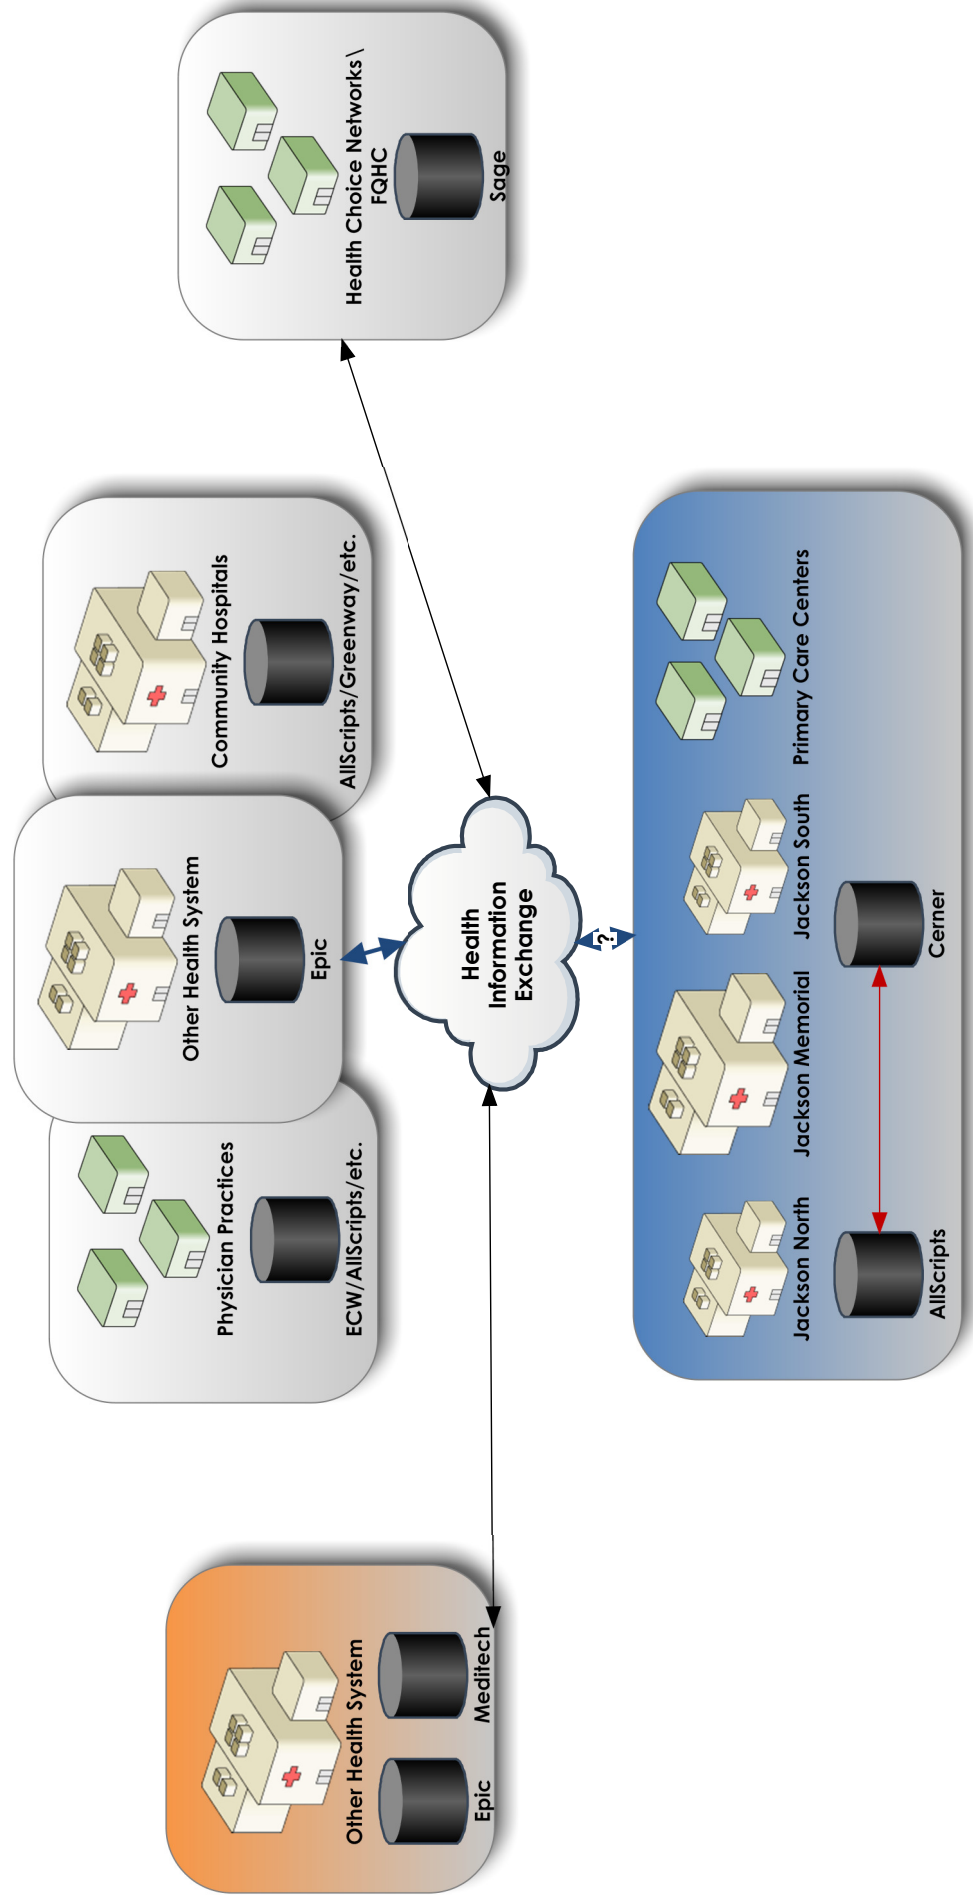 Other Health System
Epic
Meditech
Physician Practices
ECW/AllScripts/etc.
Other Health System
Epic
Community Hospitals
AllScripts/Greenway/etc.
Health Choice Networks \
FQHC
Sage
Health
Information
Exchange
?
Jackson North
Jackson Memorial
Jackson South
Primary Care Centers
AllScripts
Cerner